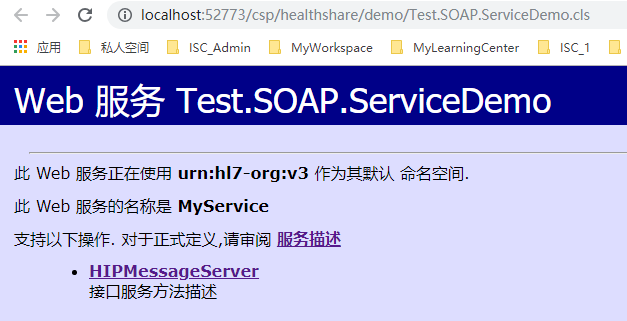 localhost:52773/csp/healthshare/demo/Test.SOAP.ServiceDemo.cls
应用 私人空间 ISC_Admin MyWorkspace MyLearningCenter ISC_1
Web 服务 Test.SOAP.ServiceDemo
此 Web 服务正在使用 urn:hl7-org:v3 作为其默认 命名空间.
此 Web 服务的名称是 MyService
支持以下操作. 对于正式定义,请审阅 服务描述
HIPMessageServer
接口服务方法描述